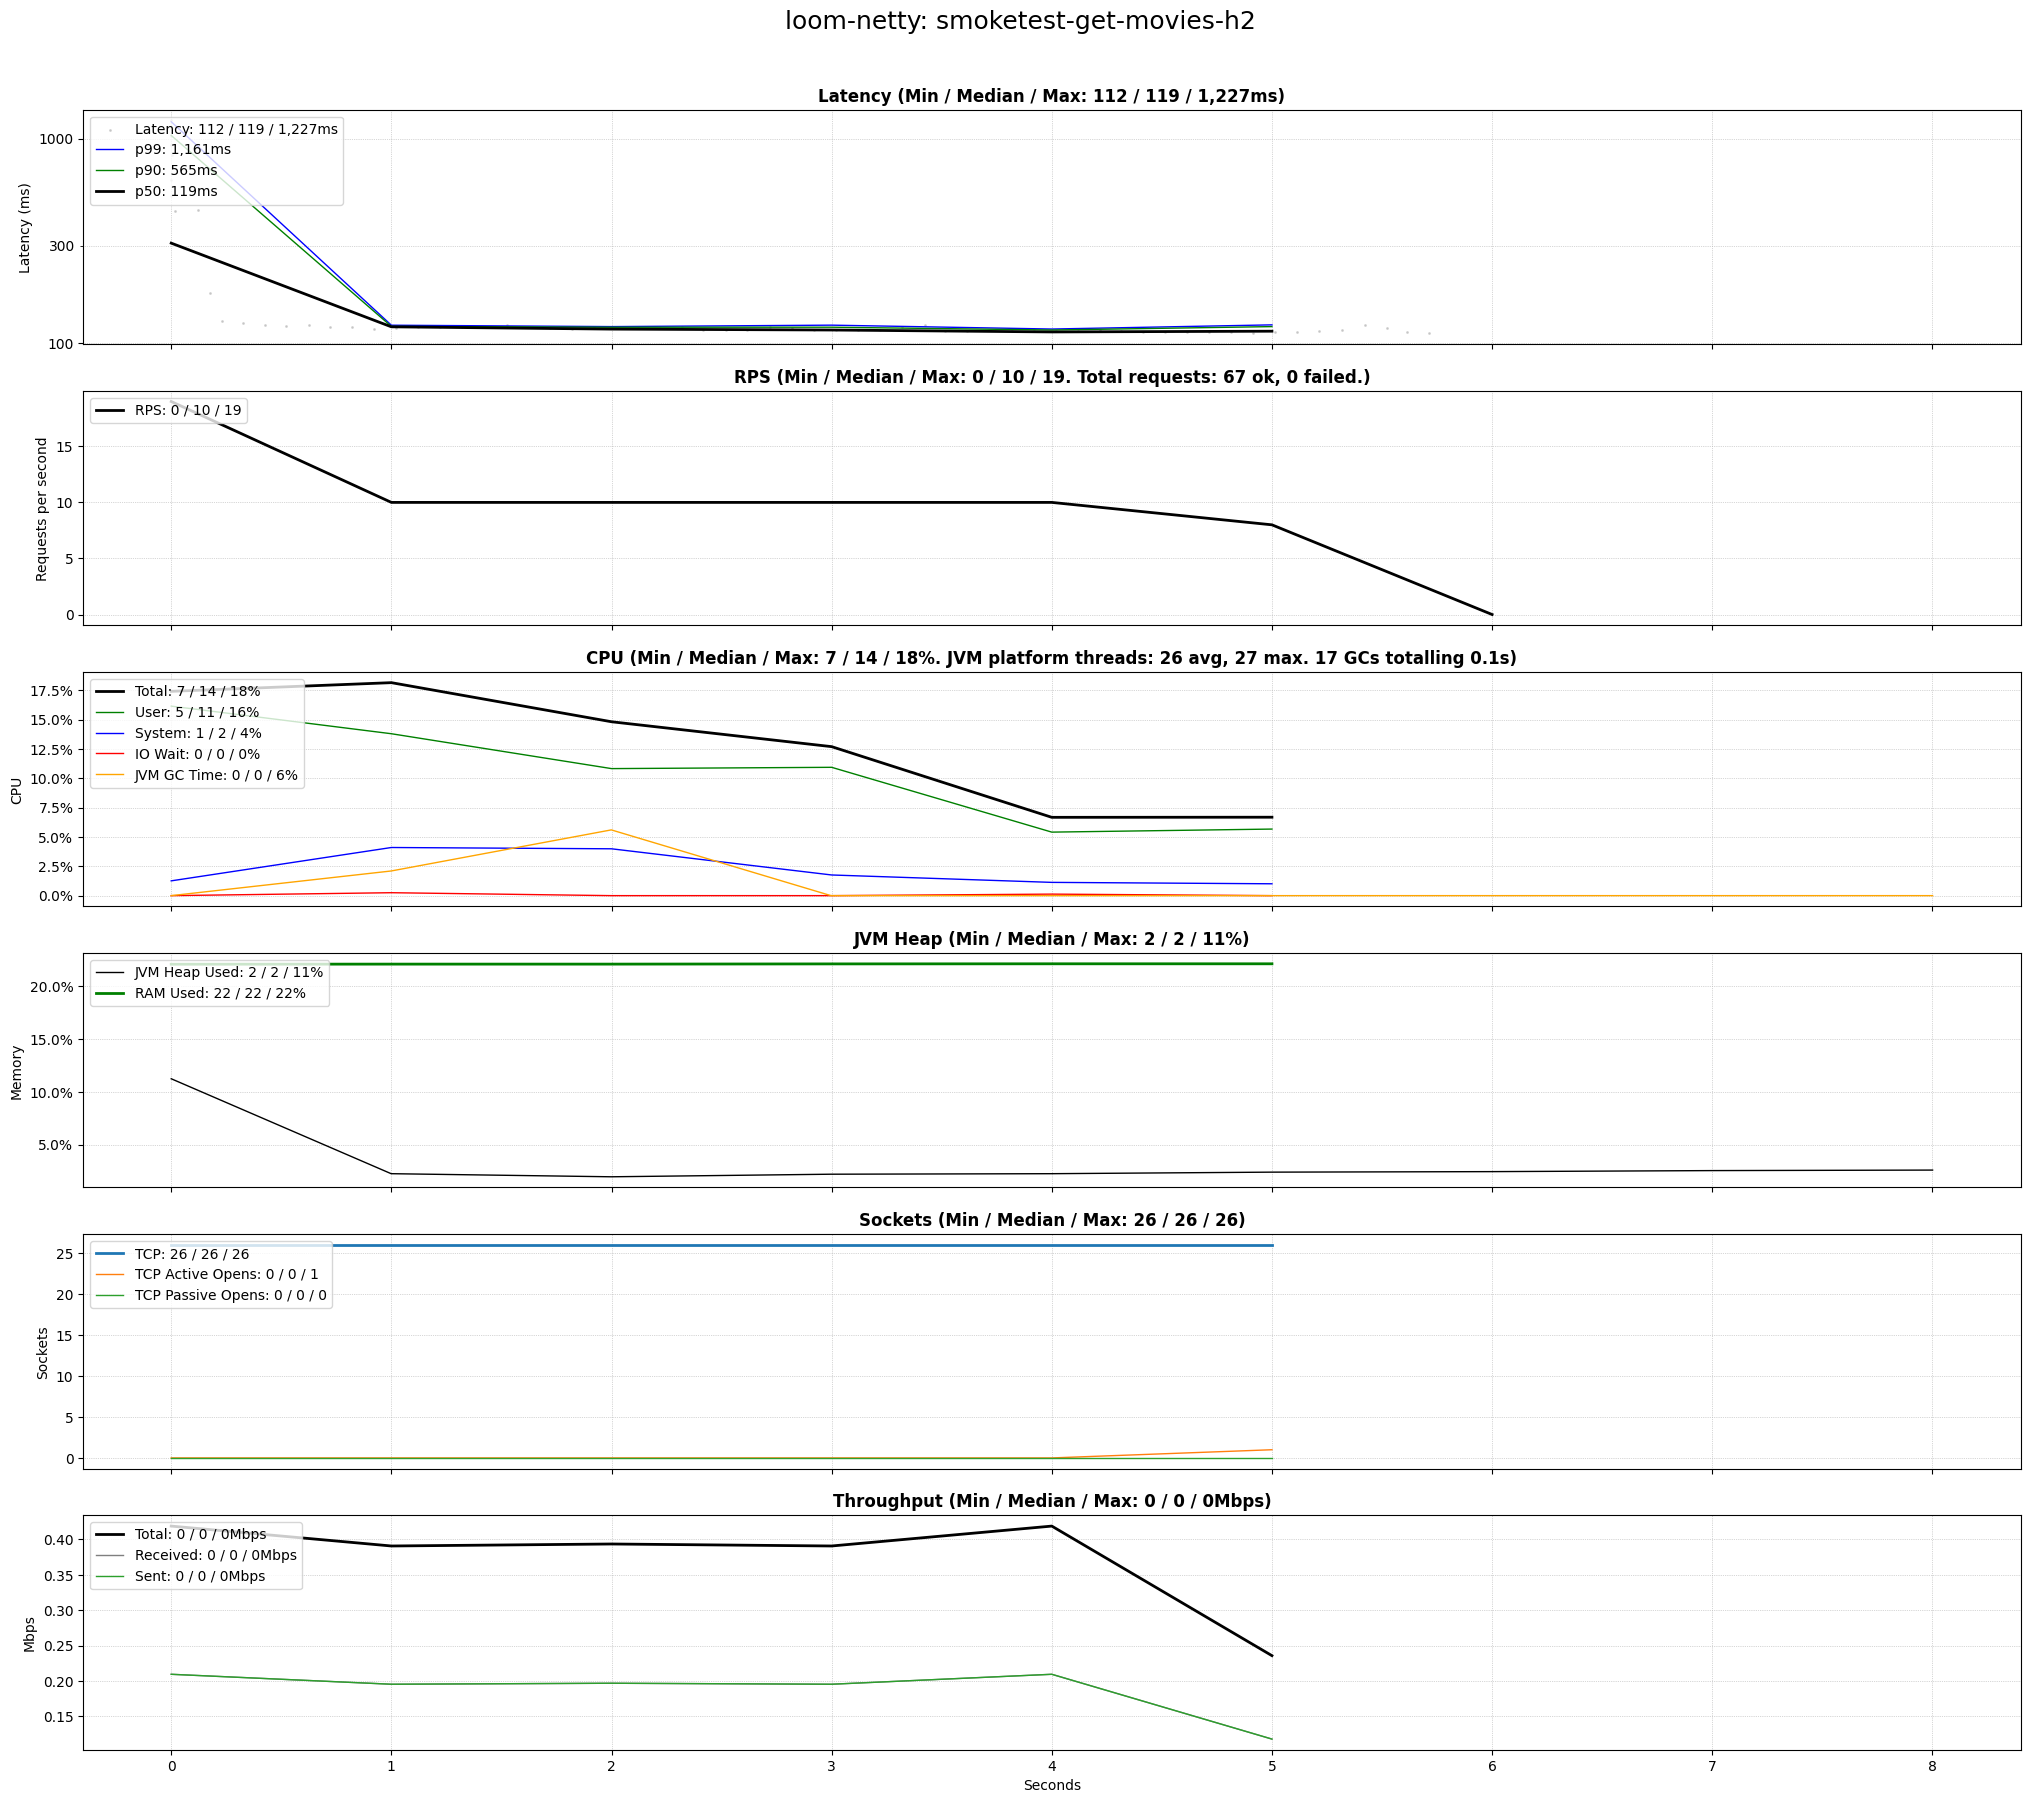 loom-netty: smoketest-get-movies-h2
Latency (Min / Median / Max: 112 / 119 / 1,227ms)
Latency: 112 / 119 / 1,227ms
p99: 1,161ms
p90: 565ms
p50: 119ms
1000
300
100
Latency (ms)
RPS (Min / Median / Max: 0 / 10 / 19. Total requests: 67 ok, 0 failed.)
RPS: 0 / 10 / 19
15
10
5
0
Requests per second
CPU (Min / Median / Max: 7 / 14 / 18%. JVM platform threads: 26 avg, 27 max. 17 GCs totalling 0.1s)
Total: 7 / 14 / 18%
User: 5 / 11 / 16%
System: 1 / 2 / 4%
IO Wait: 0 / 0 / 0%
JVM GC Time: 0 / 0 / 6%
17.5%
15.0%
12.5%
10.0%
7.5%
5.0%
2.5%
0.0%
CPU
JVM Heap (Min / Median / Max: 2 / 2 / 11%)
JVM Heap Used: 2 / 2 / 11%
RAM Used: 22 / 22 / 22%
20.0%
15.0%
10.0%
5.0%
Memory
Sockets (Min / Median / Max: 26 / 26 / 26)
TCP: 26 / 26 / 26
TCP Active Opens: 0 / 0 / 1
TCP Passive Opens: 0 / 0 / 0
25
20
15
10
5
0
Sockets
Throughput (Min / Median / Max: 0 / 0 / 0Mbps)
Total: 0 / 0 / 0Mbps
Received: 0 / 0 / 0Mbps
Sent: 0 / 0 / 0Mbps
0.40
0.35
0.30
0.25
0.20
0.15
Mbps
0 1 2 3 4 5 6 7 8
Seconds